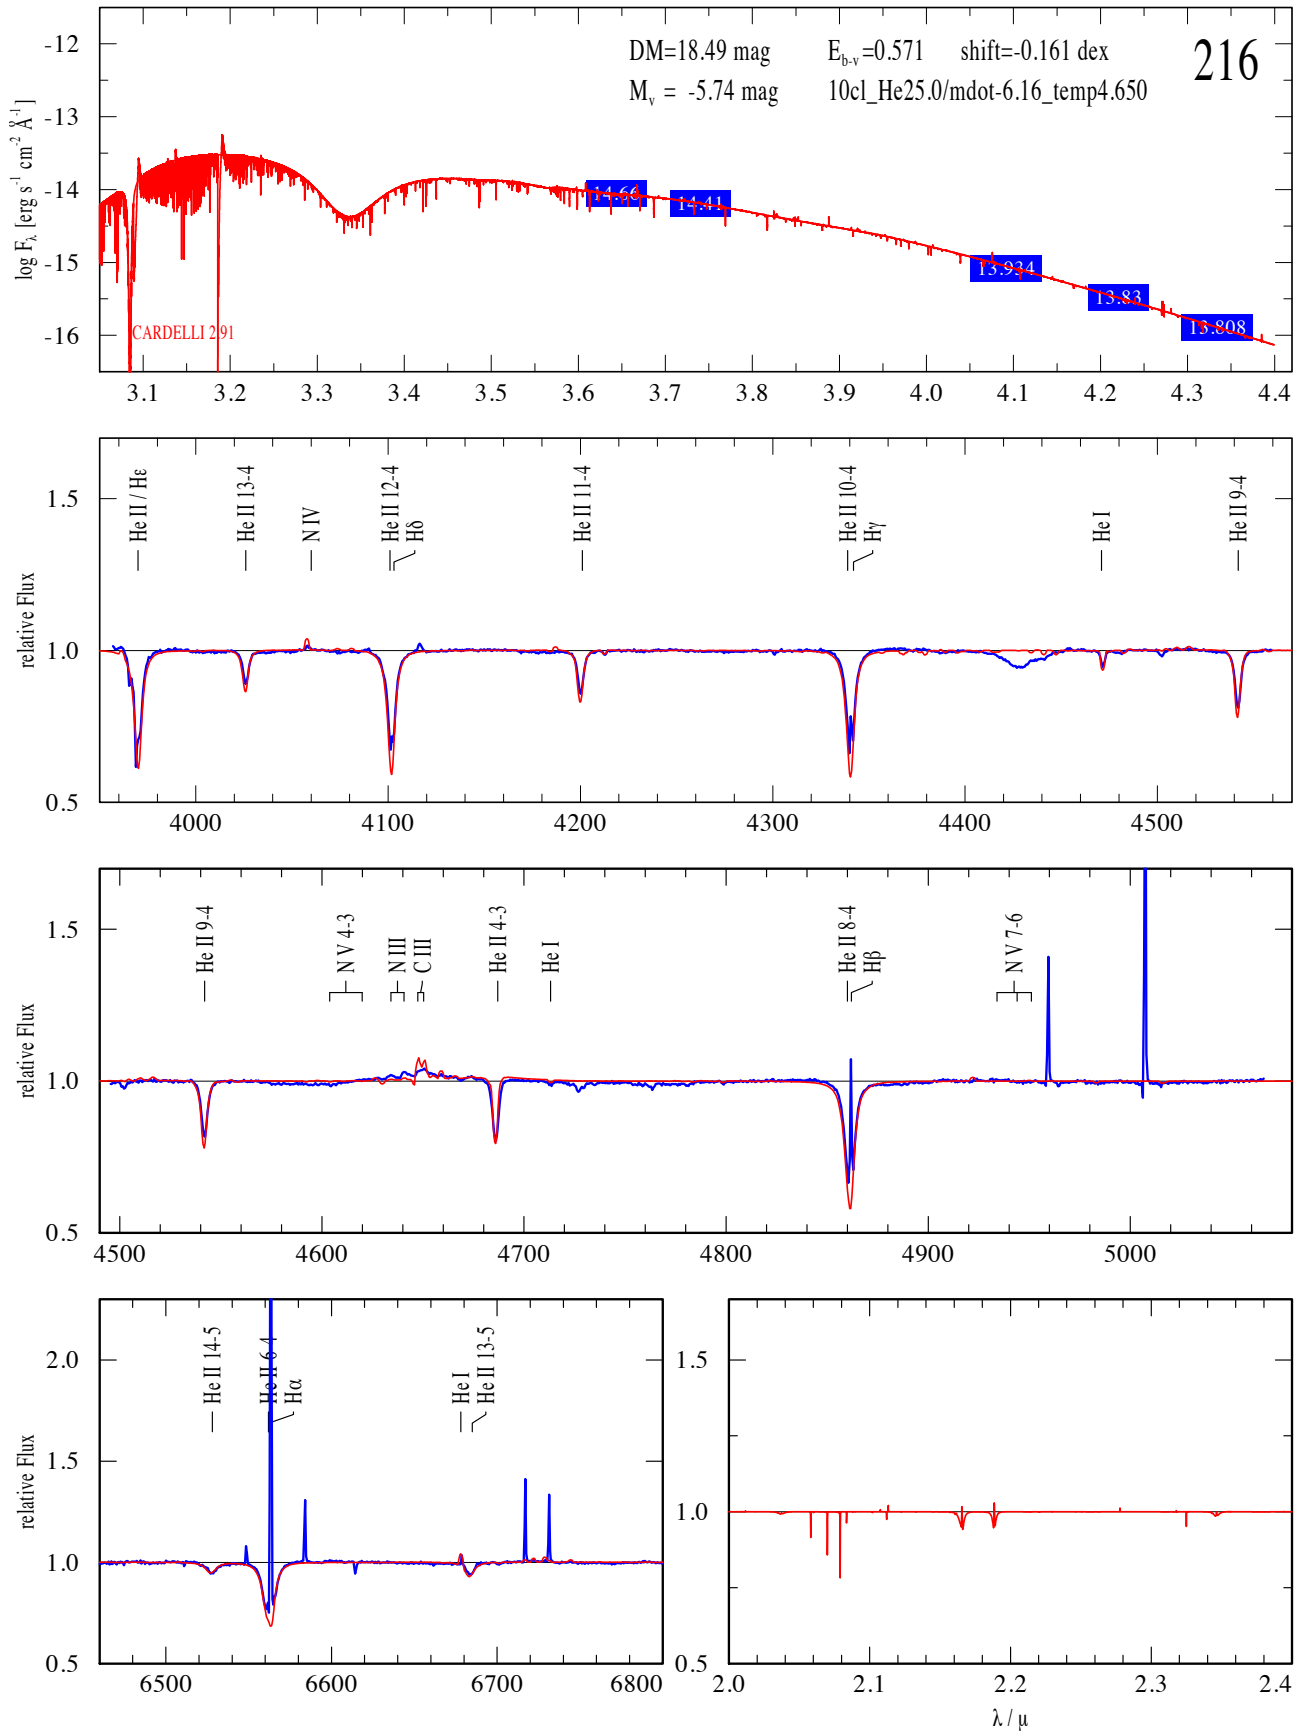 DM=18.49 mag E_b-v=0.571 shift=-0.161 dex 216
M_v = -5.74 mag 10cl_He25.0/mdot-6.16_temp4.650
log F_λ [erg s⁻¹ cm⁻² Å⁻¹]
-12
-13
-14
-15
-16
14.66
14.41
13.934
13.83
13.808
CARDELLI 2.91
3.1 3.2 3.3 3.4 3.5 3.6 3.7 3.8 3.9 4.0 4.1 4.2 4.3 4.4
relative Flux
1.5
1.0
0.5
He II / Hε
He II 13-4
N IV
He II 12-4
Hδ
He II 11-4
He II 10-4
Hγ
He I
He II 9-4
4000 4100 4200 4300 4400 4500
relative Flux
1.5
1.0
0.5
He II 9-4
N V 4-3
N III
C III
He II 4-3
He I
He II 8-4
Hβ
N V 7-6
4500 4600 4700 4800 4900 5000
relative Flux
2.0
1.5
1.0
0.5
He II 14-5
He II 6-4
Hα
He I
He II 13-5
6500 6600 6700 6800
1.5
1.0
0.5
2.0 2.1 2.2 2.3 2.4
λ / μ